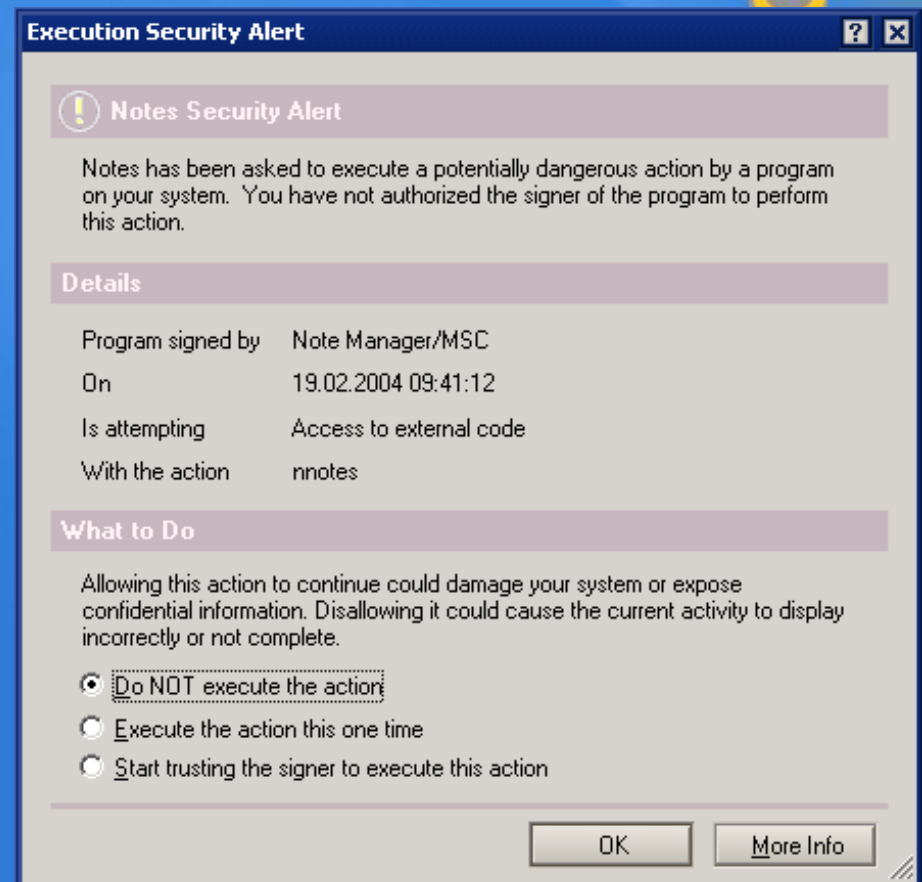 Execution Security Alert
Notes Security Alert
Notes has been asked to execute a potentially dangerous action by a program
on your system. You have not authorized the signer of the program to perform
this action.
Details
Program signed by Note Manager/MSC
On 19.02.2004 09:41:12
Is attempting Access to external code
With the action nnotes
What to Do
Allowing this action to continue could damage your system or expose
confidential information. Disallowing it could cause the current activity to display
incorrectly or not complete.
Do NOT execute the action
Execute the action this one time
Start trusting the signer to execute this action
OK More Info